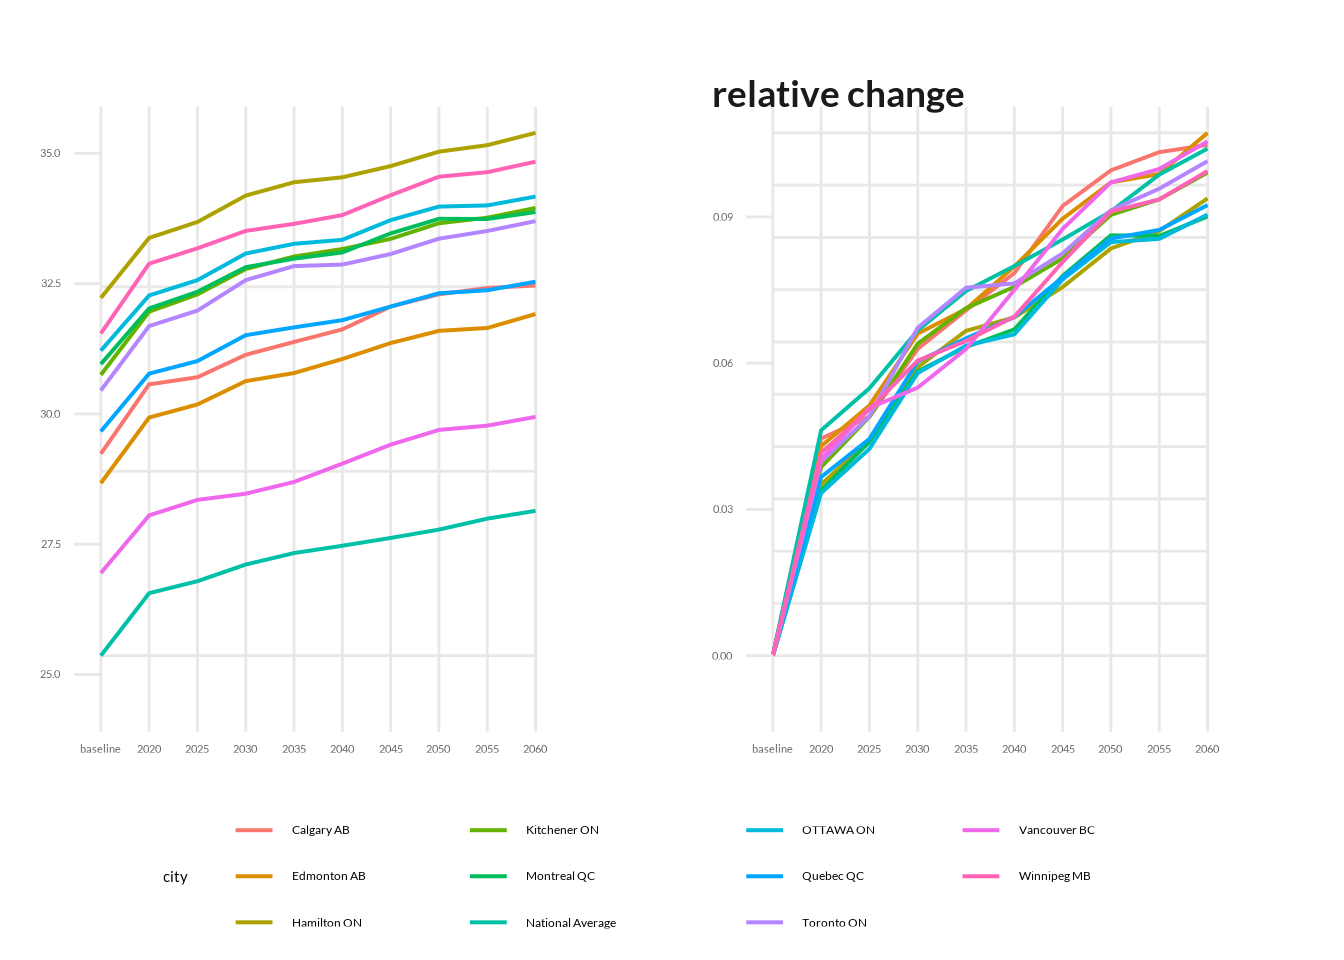 relative change
35.0
32.5
30.0
27.5
25.0
baseline 2020 2025 2030 2035 2040 2045 2050 2055 2060
0.09
0.06
0.03
0.00
baseline 2020 2025 2030 2035 2040 2045 2050 2055 2060
city
Calgary AB
Edmonton AB
Hamilton ON
Kitchener ON
Montreal QC
National Average
OTTAWA ON
Quebec QC
Toronto ON
Vancouver BC
Winnipeg MB